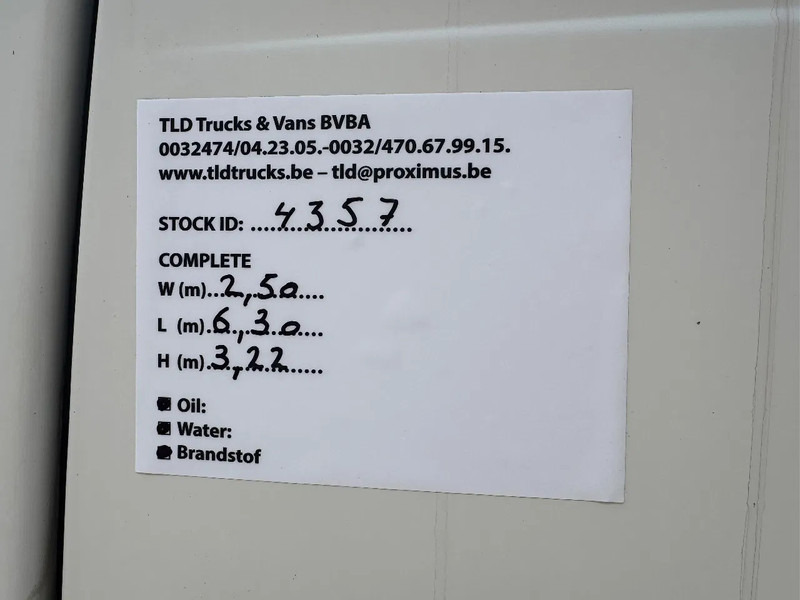 TLD Trucks & Vans BVBA
0032474/04.23.05.-0032/470.67.99.15.
www.tldtrucks.be – tld@proximus.be
STOCK ID: ....4357....
COMPLETE
W (m)...2,50....
L (m).6,30....
H (m).3,22......
Oil:
Water:
Brandstof